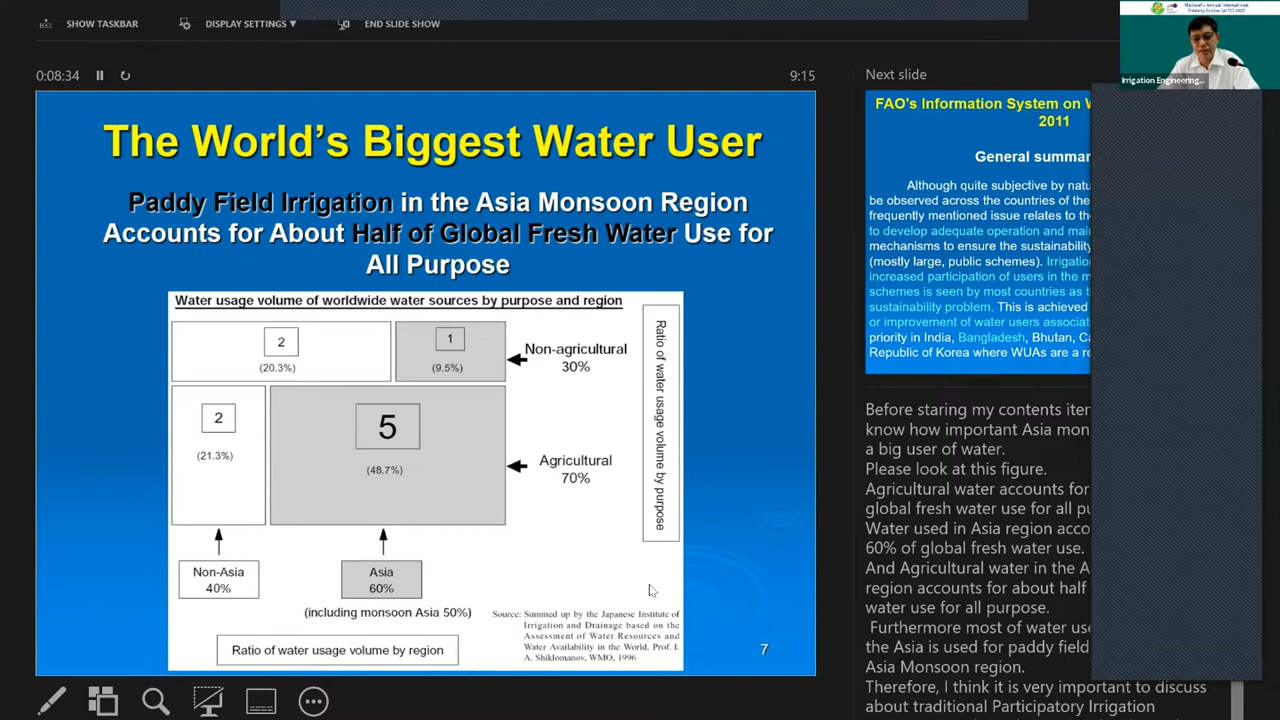 SHOW TASKBAR
DISPLAY SETTINGS ▼
END SLIDE SHOW
0:08:34
9:15
The World's Biggest Water User
Paddy Field Irrigation in the Asia Monsoon Region
Accounts for About Half of Global Fresh Water Use for
All Purpose
Water usage volume of worldwide water sources by purpose and region
2
(20.3%)
1
(9.5%)
Non-agricultural
30%
2
(21.3%)
5
(48.7%)
Agricultural
70%
Ratio of water usage volume by purpose
Non-Asia
40%
Asia
60%
(including monsoon Asia 50%)
Ratio of water usage volume by region
Source: Summed up by the Japanese Institute of
Irrigation and Drainage based on the
Assessment of Water Resources and
Water Availability in the World, Prof. I.
A. Shiklomanov, WMO, 1996
7
Next slide
FAO's Information System on W
2011
General summar
Although quite subjective by natu
be observed across the countries of the
frequently mentioned issue relates to the
to develop adequate operation and mai
mechanisms to ensure the sustainability
(mostly large, public schemes). Irrigation
increased participation of users in the m
schemes is seen by most countries as t
sustainability problem. This is achieved
or improvement of water users associat
priority in India, Bangladesh, Bhutan, Ca
Republic of Korea where WUAs are a re
Before staring my contents iter
know how important Asia mon
a big user of water.
Please look at this figure.
Agricultural water accounts for
global fresh water use for all pu
Water used in Asia region acco
60% of global fresh water use.
And Agricultural water in the A
region accounts for about half
water use for all purpose.
Furthermore most of water use
the Asia is used for paddy field
Asia Monsoon region.
Therefore, I think it is very important to discuss
about traditional Participatory Irrigation
Irrigation Engineering...